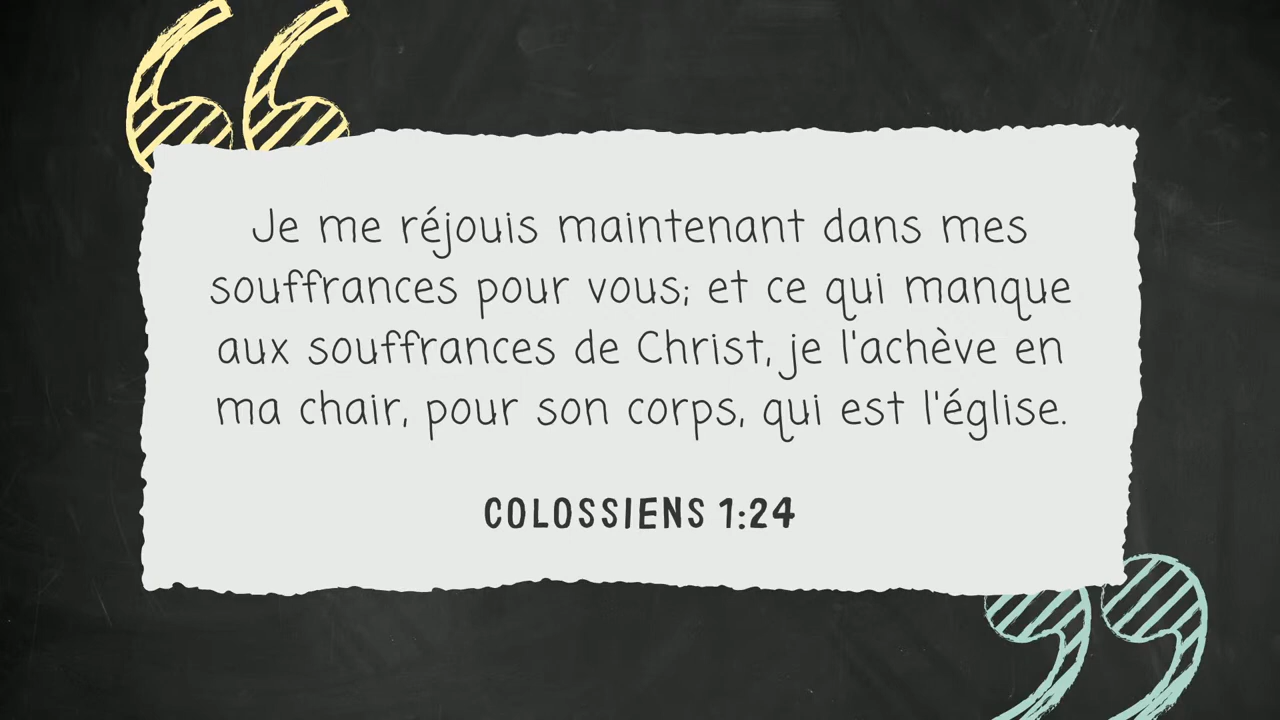 Je me réjouis maintenant dans mes
souffrances pour vous; et ce qui manque
aux souffrances de Christ, je l'achève en
ma chair, pour son corps, qui est l'église.
COLOSSIENS 1:24